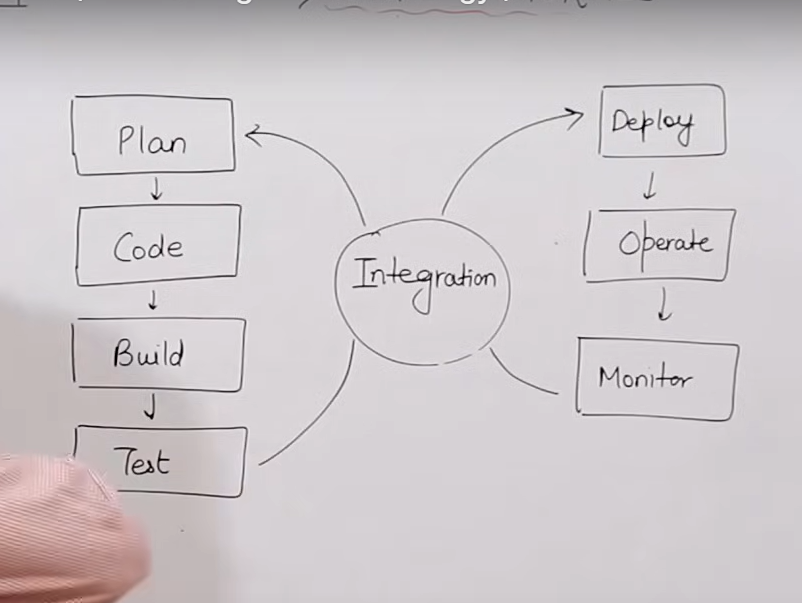 Plan
Code
Build
Test
Integration
Deploy
Operate
Monitor